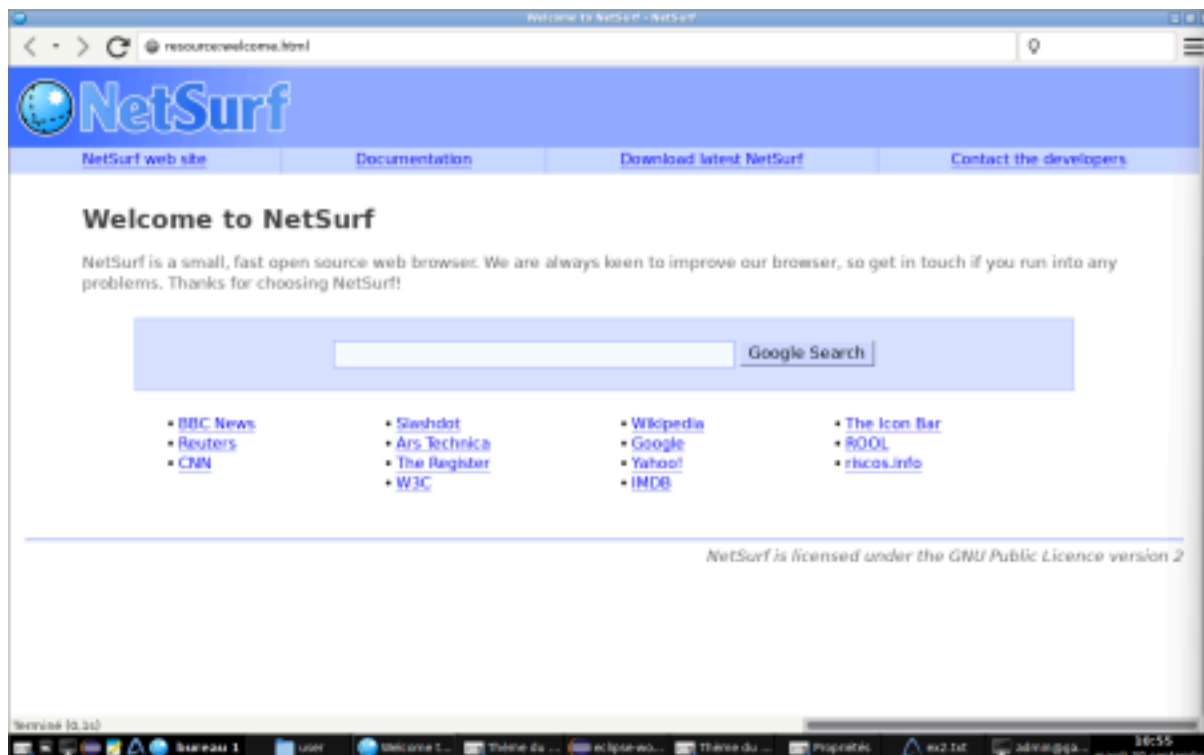 Welcome to NetSurf - NetSurf
resource:welcome.html
NetSurf
NetSurf web site Documentation Download latest NetSurf Contact the developers
Welcome to NetSurf
NetSurf is a small, fast open source web browser. We are always keen to improve our browser, so get in touch if you run into any
problems. Thanks for choosing NetSurf!
Google Search
• BBC News • Slashdot • Wikipedia • The Icon Bar
• Reuters • Ars Technica • Google • ROOL
• CNN • The Register • Yahoo! • riscos.info
• W3C • IMDB
NetSurf is licensed under the GNU Public Licence version 2
Terminé (0,1s)
bureau 1 user Welcome t... Thème du ... eclipse-wo... Thème du ... Propriétés ex2.txt 16:55